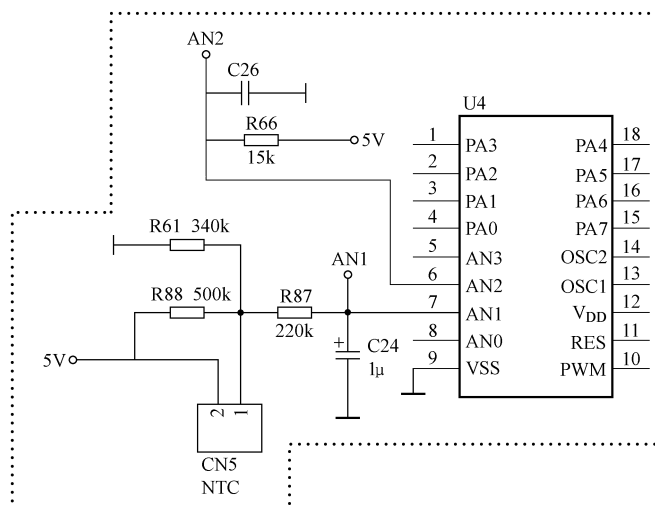 AN2
C26
R66
15k
5V
U4
1 PA3 PA4 18
2 PA2 PA5 17
3 PA1 PA6 16
4 PA0 PA7 15
5 AN3 OSC2 14
6 AN2 OSC1 13
7 AN1 VDD 12
8 AN0 RES 11
9 VSS PWM 10
R61 340k
AN1
R88 500k
R87
220k
5V
+
C24
1μ
2 1
CN5
NTC